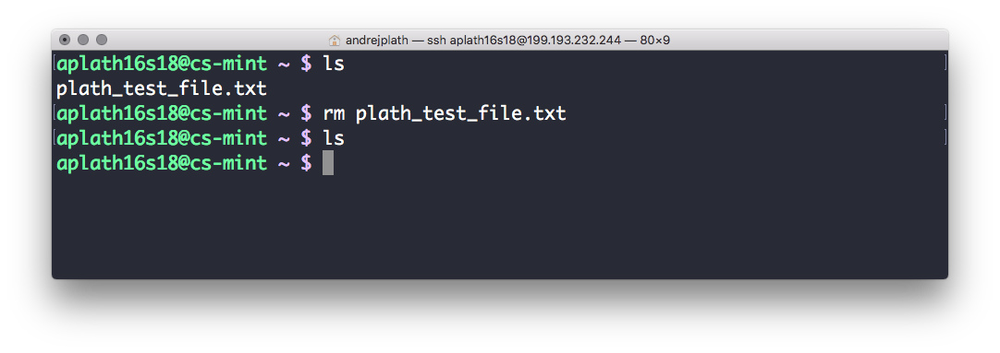 andrejplath — ssh aplath16s18@199.193.232.244 — 80×9
aplath16s18@cs-mint ~ $ ls
plath_test_file.txt
aplath16s18@cs-mint ~ $ rm plath_test_file.txt
aplath16s18@cs-mint ~ $ ls
aplath16s18@cs-mint ~ $